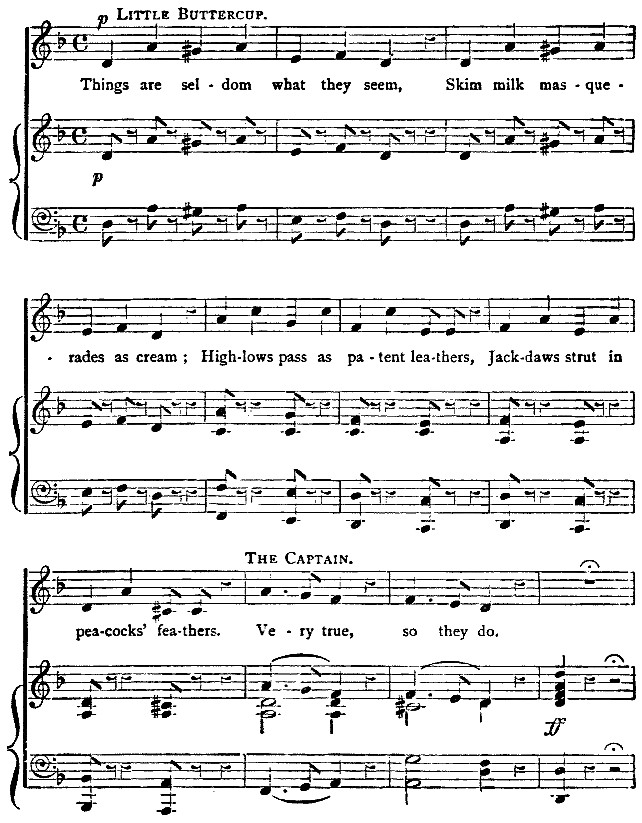 p LITTLE BUTTERCUP.
Things are sel - dom what they seem, Skim milk mas - que -
p
- rades as cream ; High-lows pass as pa - tent lea-thers, Jack-daws strut in
THE CAPTAIN.
pea-cocks' fea-thers. Ve - ry true, so they do.
ff